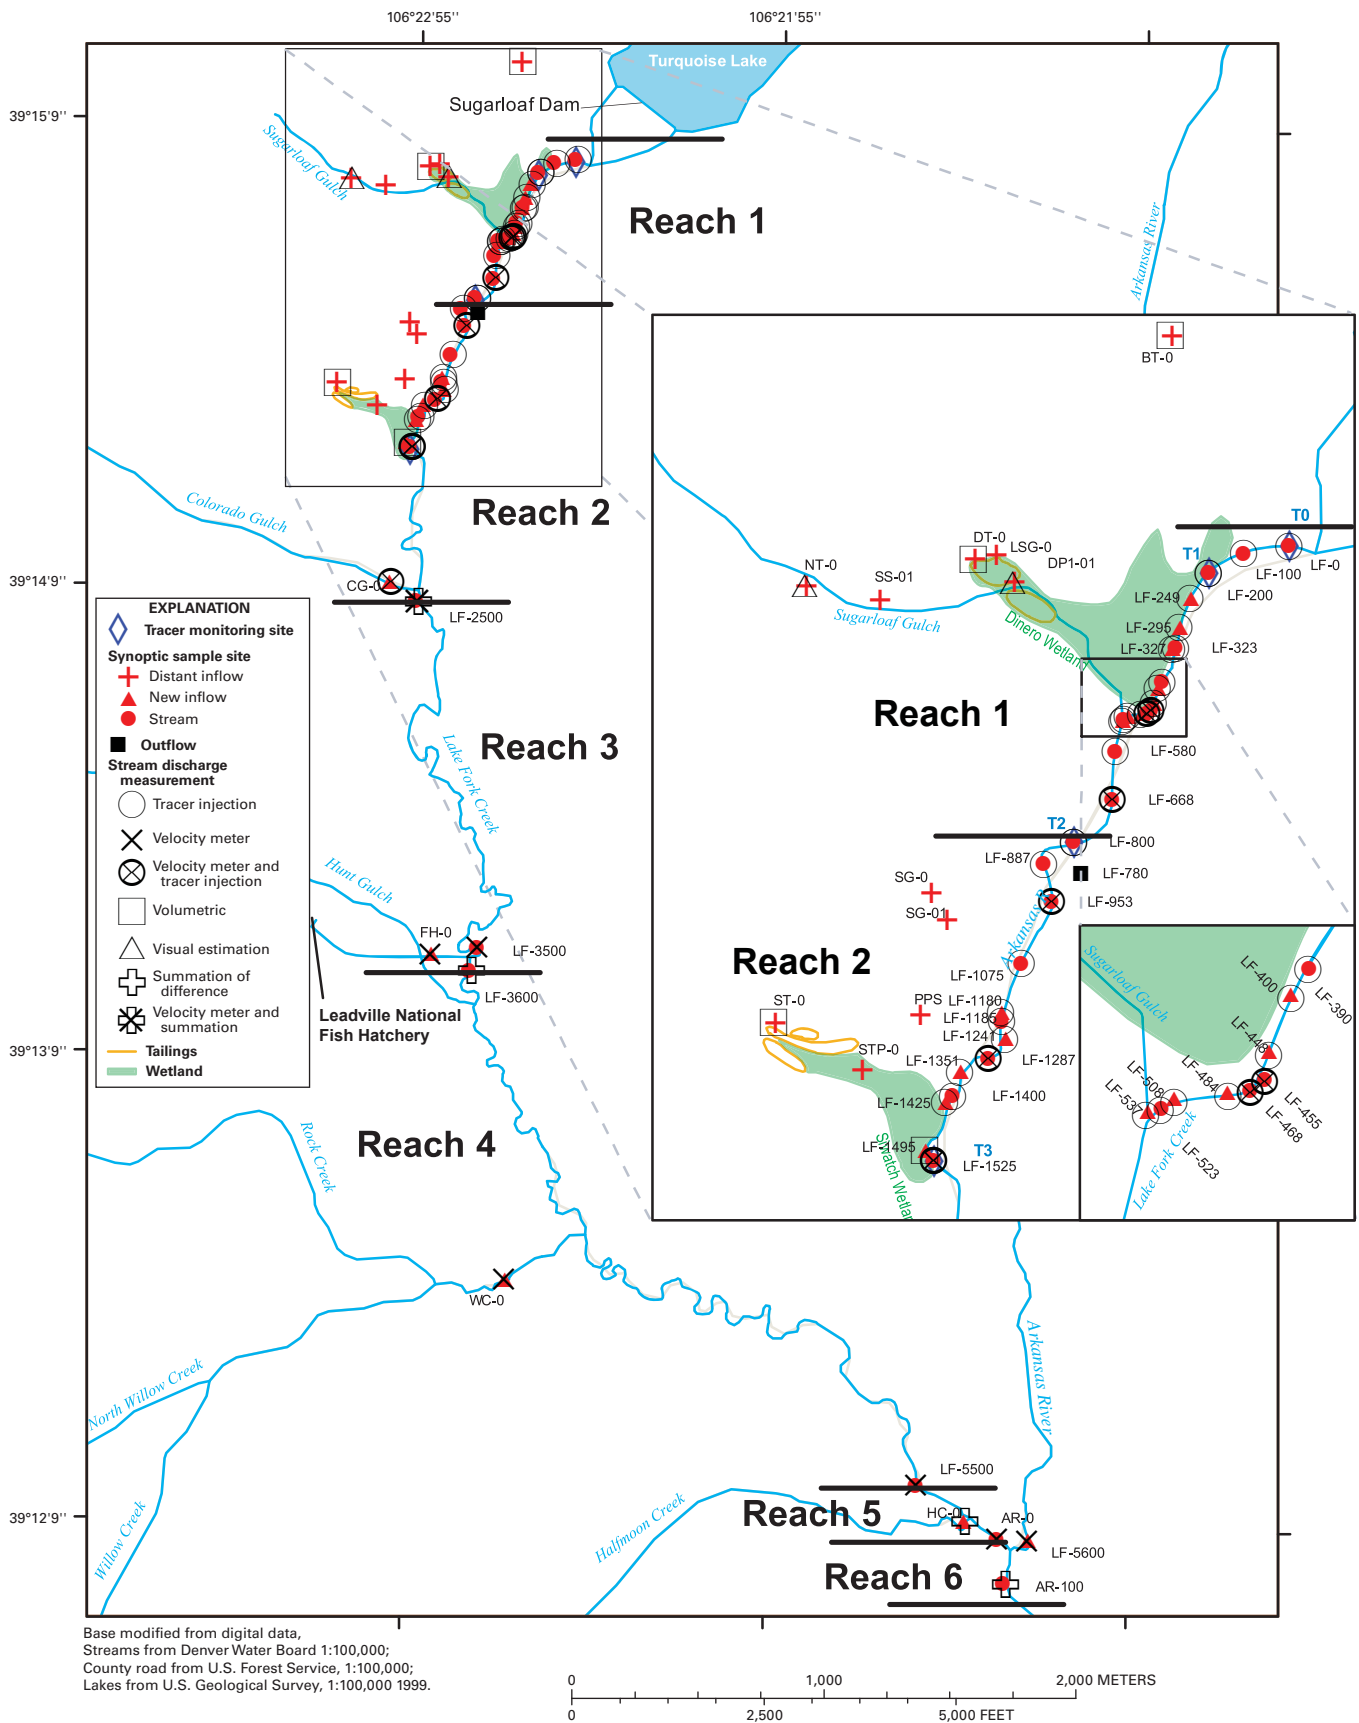 106°22'55''
106°21'55''
39°15'9''
39°14'9''
39°13'9''
39°12'9''
Turquoise Lake
Sugarloaf Dam
Sugarloaf Gulch
Reach 1
Arkansas River
Reach 2
Colorado Gulch
CG-0
LF-2500
EXPLANATION
Tracer monitoring site
Synoptic sample site
Distant inflow
New inflow
Stream
Outflow
Stream discharge
measurement
Tracer injection
Velocity meter
Velocity meter and
tracer injection
Volumetric
Visual estimation
Summation of
difference
Velocity meter and
summation
Tailings
Wetland
Reach 3
Lake Fork Creek
Hunt Gulch
FH-0
LF-3500
LF-3600
Leadville National
Fish Hatchery
Reach 4
Rock Creek
WC-0
North Willow Creek
Willow Creek
Halfmoon Creek
Arkansas River
LF-5500
Reach 5
HC-0
AR-0
LF-5600
Reach 6
AR-100
BT-0
T0
DT-0
LSG-0
NT-0
SS-01
DP1-01
T1
LF-0
LF-100
LF-200
LF-249
LF-295
LF-327
LF-323
Sugarloaf Gulch
Dinero Wetland
Reach 1
LF-580
LF-668
T2
LF-800
LF-887
LF-780
SG-0
SG-01
LF-953
Reach 2
LF-1075
ST-0
PPS
LF-1180
LF-1185
LF-1241
STP-0
LF-1351
LF-1287
LF-1400
LF-1425
LF-1495
T3
LF-1525
Sugarloaf Gulch
LF-400
LF-390
LF-448
LF-484
LF-508
LF-537
LF-455
LF-468
LF-523
Lake Fork Creek
Base modified from digital data,
Streams from Denver Water Board 1:100,000;
County road from U.S. Forest Service, 1:100,000;
Lakes from U.S. Geological Survey, 1:100,000 1999.
0 1,000 2,000 METERS
0 2,500 5,000 FEET